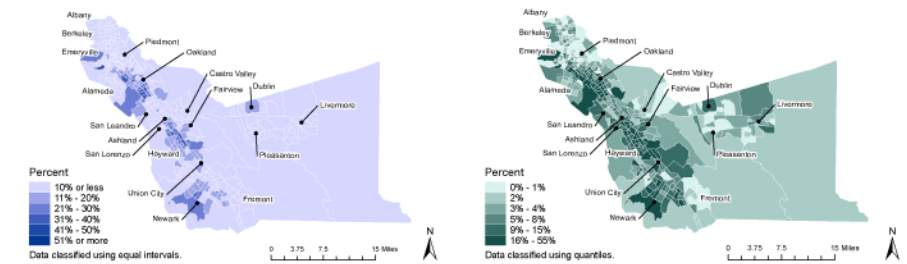 Albany
Berkeley
Emeryville
Piedmont
Oakland
Castro Valley
Alameda
Fairview
Dublin
Livermore
San Leandro
Ashland
San Lorenzo
Hayward
Pleasanton
Union City
Fremont
Newark
Percent
10% or less
11% - 20%
21% - 30%
31% - 40%
41% - 50%
51% or more
Data classified using equal intervals.
0 3.75 7.5 15 Miles
N
Albany
Berkeley
Emeryville
Piedmont
Oakland
Castro Valley
Alameda
Fairview
Dublin
Livermore
San Leandro
Ashland
San Lorenzo
Hayward
Pleasanton
Union City
Fremont
Newark
Percent
0% - 1%
2%
3% - 4%
5% - 8%
9% - 15%
16% - 55%
Data classified using quantiles.
0 3.75 7.5 15 Miles
N